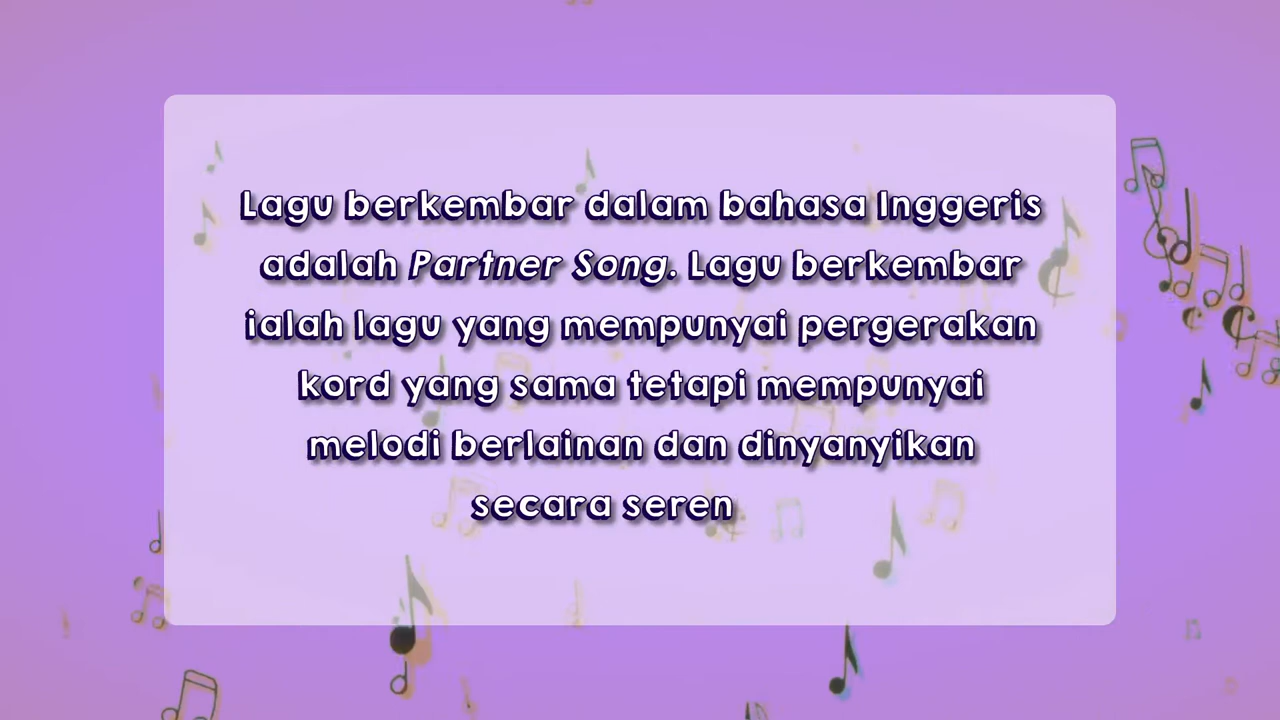 Lagu berkembar dalam bahasa Inggeris
adalah Partner Song. Lagu berkembar
ialah lagu yang mempunyai pergerakan
kord yang sama tetapi mempunyai
melodi berlainan dan dinyanyikan
secara seren